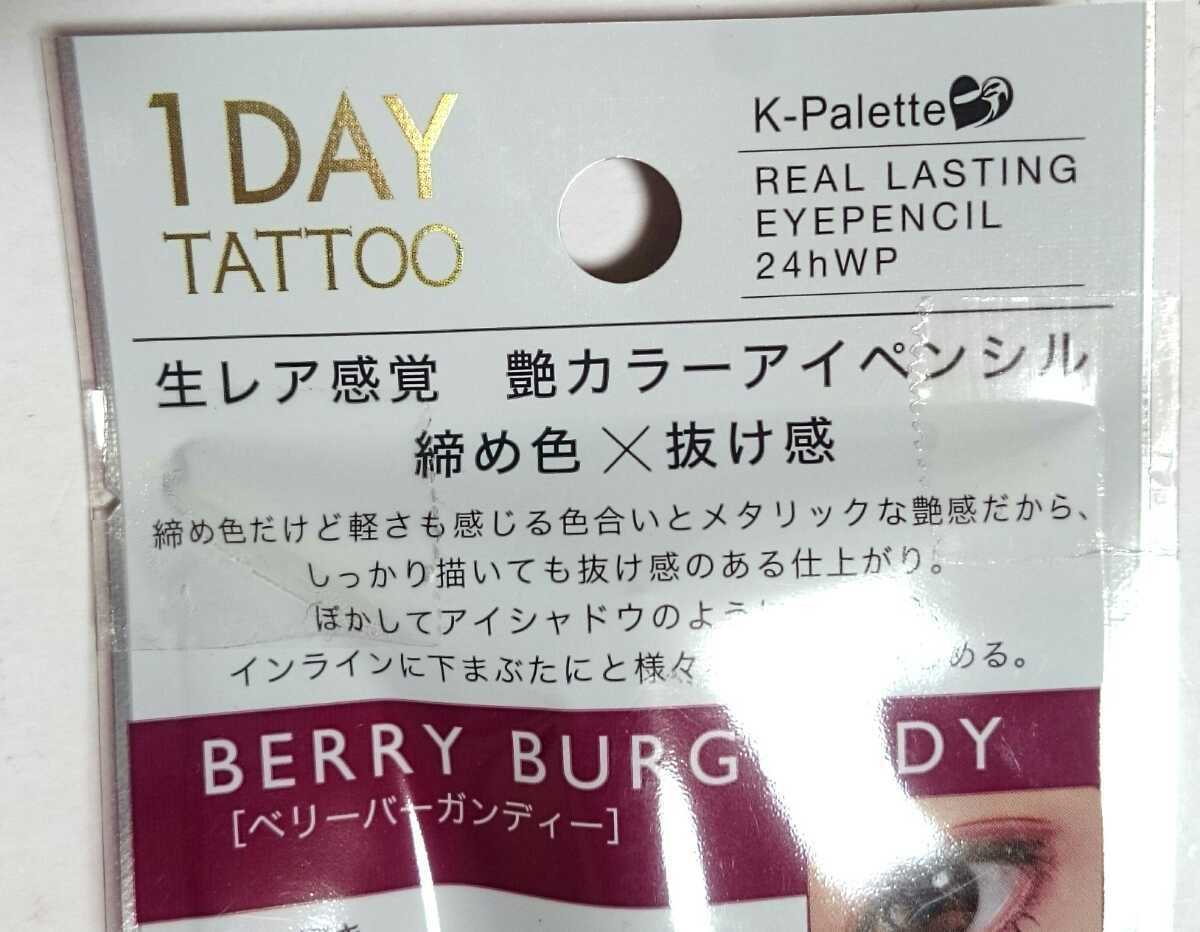 1DAY
TATTOO
K-Palette
REAL LASTING
EYEPENCIL
24hWP
生レア感覚 艶カラーアイペンシル
締め色×抜け感
締め色だけど軽さも感じる色合いとメタリックな艶感だから、
しっかり描いても抜け感のある仕上がり。
ぼかしてアイシャドウのよう
インラインに下まぶたにと様々 める。
BERRY BURG DY
[ベリーバーガンディー]